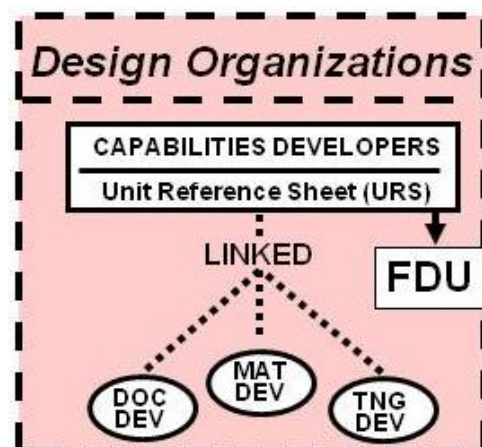 Design Organizations
CAPABILITIES DEVELOPERS
Unit Reference Sheet (URS)
LINKED
FDU
DOC
DEV
MAT
DEV
TNG
DEV